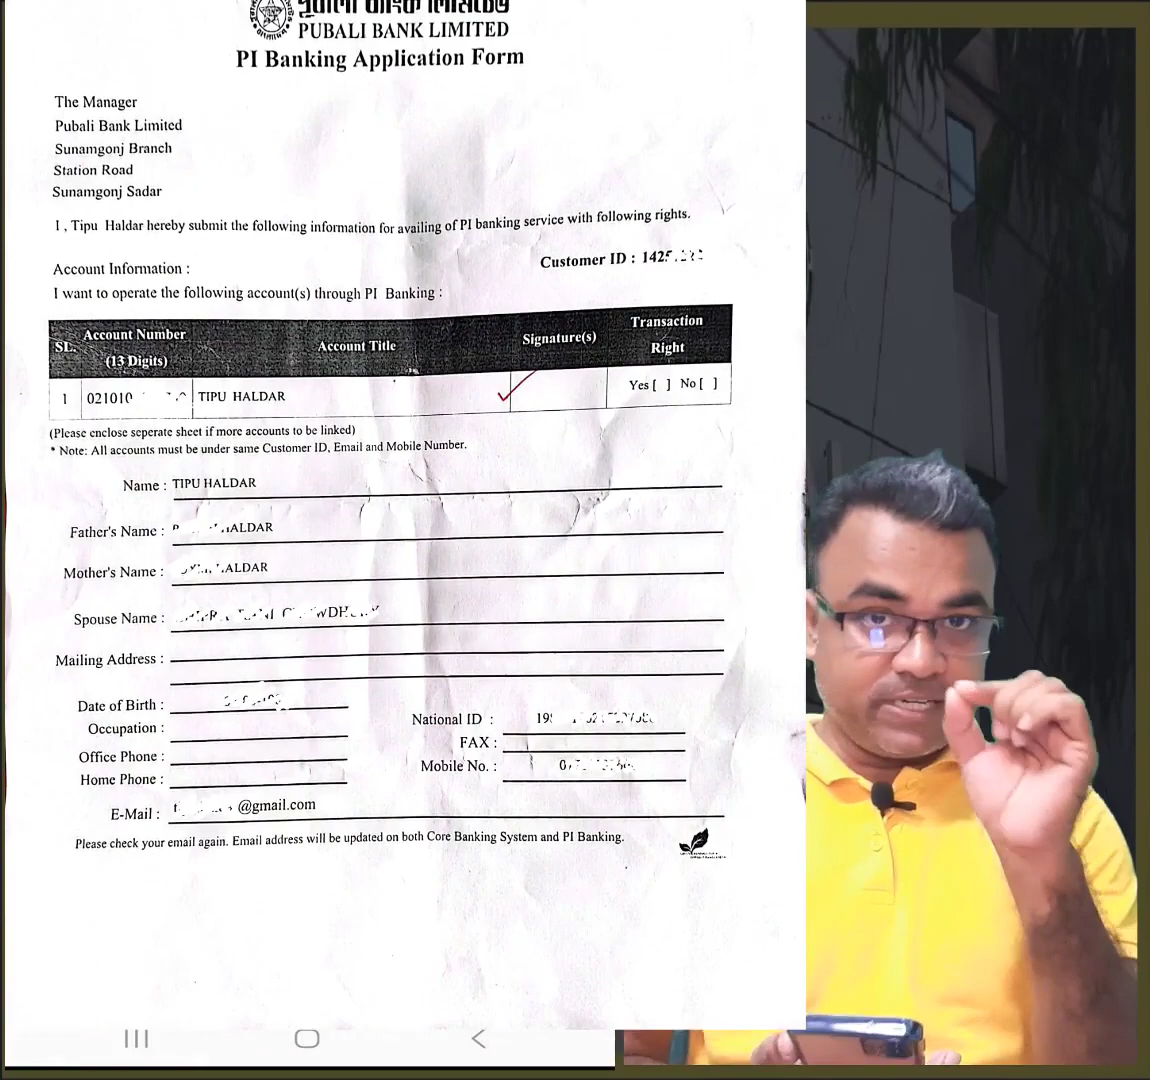 PUBALI BANK LIMITED
PI Banking Application Form
The Manager
Pubali Bank Limited
Sunamgonj Branch
Station Road
Sunamgonj Sadar
I , Tipu Haldar hereby submit the following information for availing of PI banking service with following rights.
Customer ID : 1425
Account Information :
I want to operate the following account(s) through PI Banking :
SL. Account Number (13 Digits) Account Title Signature(s) Transaction Right
1 021010 TIPU HALDAR Yes [ ] No [ ]
(Please enclose seperate sheet if more accounts to be linked)
* Note: All accounts must be under same Customer ID, Email and Mobile Number.
Name : TIPU HALDAR
Father's Name : HALDAR
Mother's Name : HALDAR
Spouse Name :
Mailing Address :
Date of Birth :
National ID :
Occupation :
FAX :
Office Phone :
Mobile No. :
Home Phone :
E-Mail : @gmail.com
Please check your email again. Email address will be updated on both Core Banking System and PI Banking.